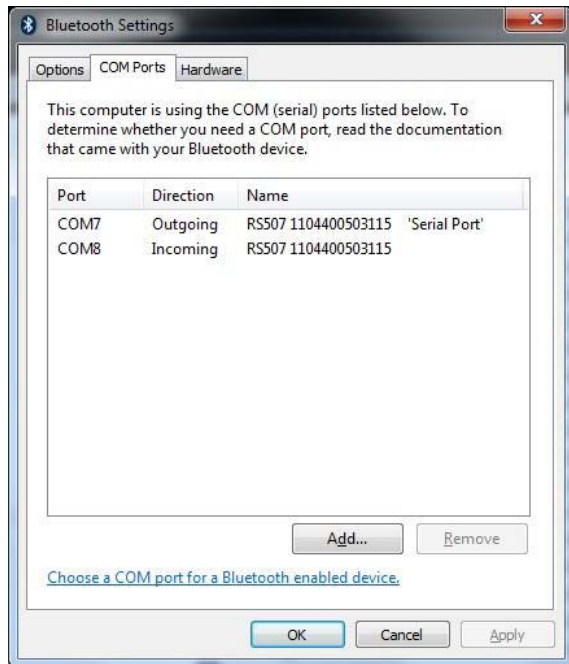 Bluetooth Settings
Options COM Ports Hardware
This computer is using the COM (serial) ports listed below. To
determine whether you need a COM port, read the documentation
that came with your Bluetooth device.
Port Direction Name
COM7 Outgoing RS507 1104400503115 'Serial Port'
COM8 Incoming RS507 1104400503115
Add... Remove
Choose a COM port for a Bluetooth enabled device.
OK Cancel Apply